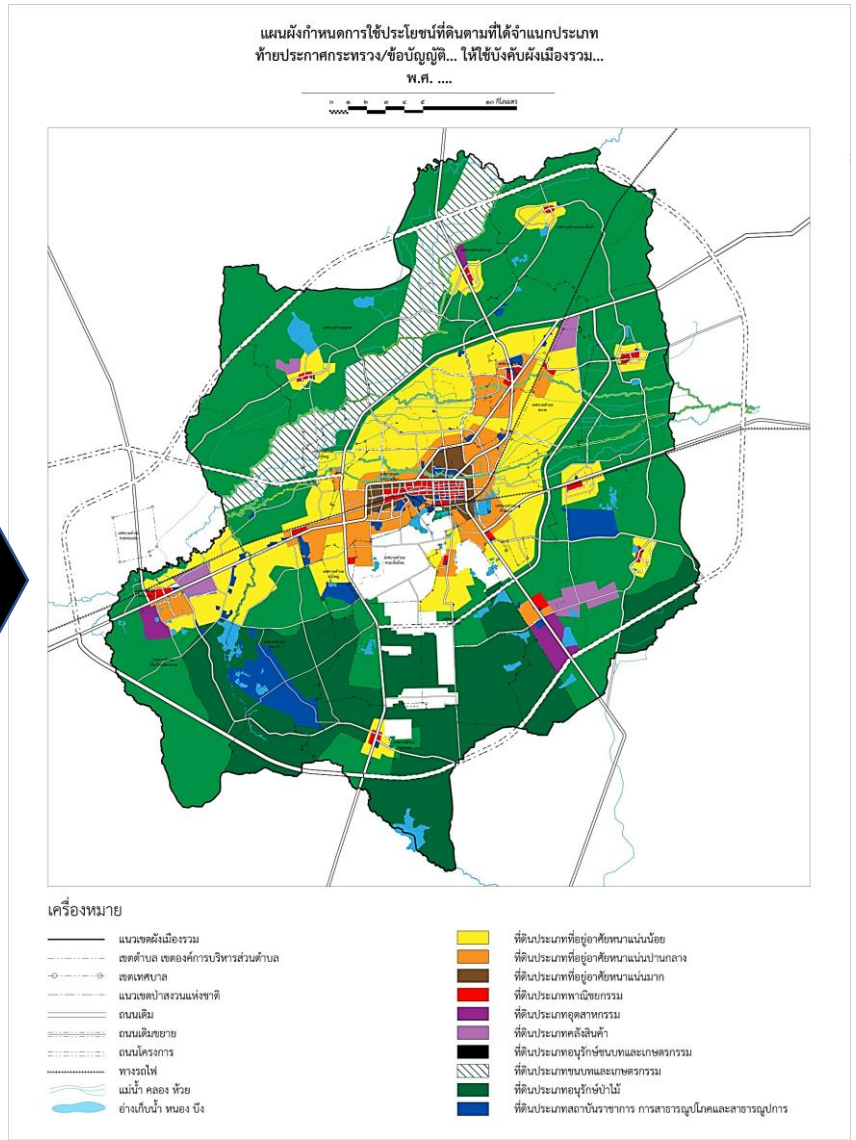 แผนผังกำหนดการใช้ประโยชน์ที่ดินตามที่ได้จำแนกประเภท
ท้ายประกาศกระทรวง/ข้อบัญญัติ... ให้ใช้บังคับผังเมืองรวม...
พ.ศ. ....
๐ ๑ ๒ ๓ ๔ ๕ ๑๐ กิโลเมตร
เครื่องหมาย
แนวเขตผังเมืองรวม
เขตตำบล เขตองค์การบริหารส่วนตำบล
เขตเทศบาล
แนวเขตป่าสงวนแห่งชาติ
ถนนเดิม
ถนนเดิมขยาย
ถนนโครงการ
ทางรถไฟ
แม่น้ำ คลอง ห้วย
อ่างเก็บน้ำ หนอง บึง
ที่ดินประเภทที่อยู่อาศัยหนาแน่นน้อย
ที่ดินประเภทที่อยู่อาศัยหนาแน่นปานกลาง
ที่ดินประเภทที่อยู่อาศัยหนาแน่นมาก
ที่ดินประเภทพาณิชยกรรม
ที่ดินประเภทอุตสาหกรรม
ที่ดินประเภทคลังสินค้า
ที่ดินประเภทอนุรักษ์ชนบทและเกษตรกรรม
ที่ดินประเภทชนบทและเกษตรกรรม
ที่ดินประเภทอนุรักษ์ป่าไม้
ที่ดินประเภทสถาบันราชการ การสาธารณูปโภคและสาธารณูปการ